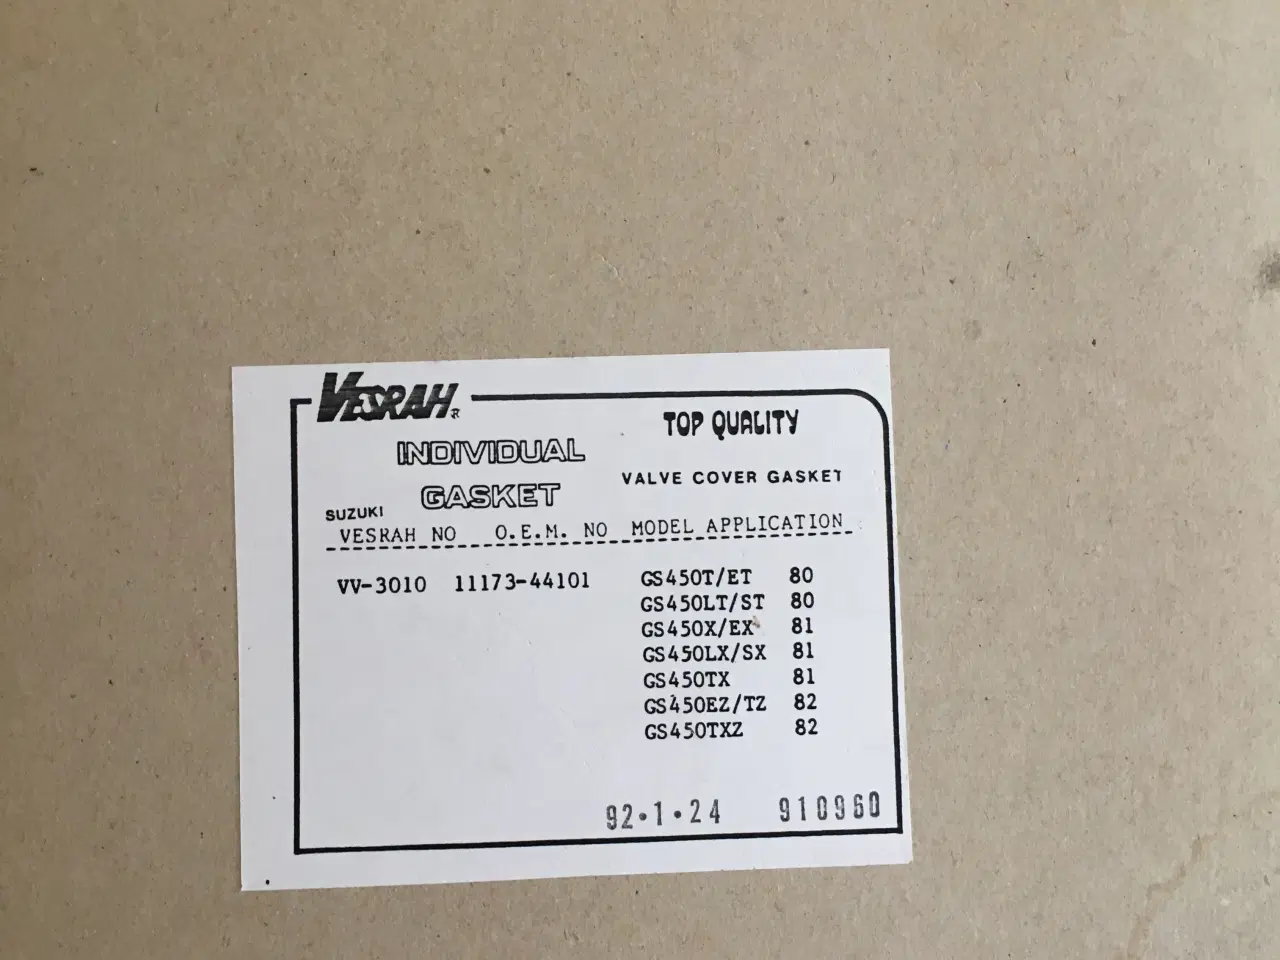 VESRAH R
TOP QUALITY
INDIVIDUAL
GASKET
VALVE COVER GASKET
SUZUKI
VESRAH NO O.E.M. NO MODEL APPLICATION
VV-3010 11173-44101 GS450T/ET 80
GS450LT/ST 80
GS450X/EX 81
GS450LX/SX 81
GS450TX 81
GS450EZ/TZ 82
GS450TXZ 82
92·1·24 910960